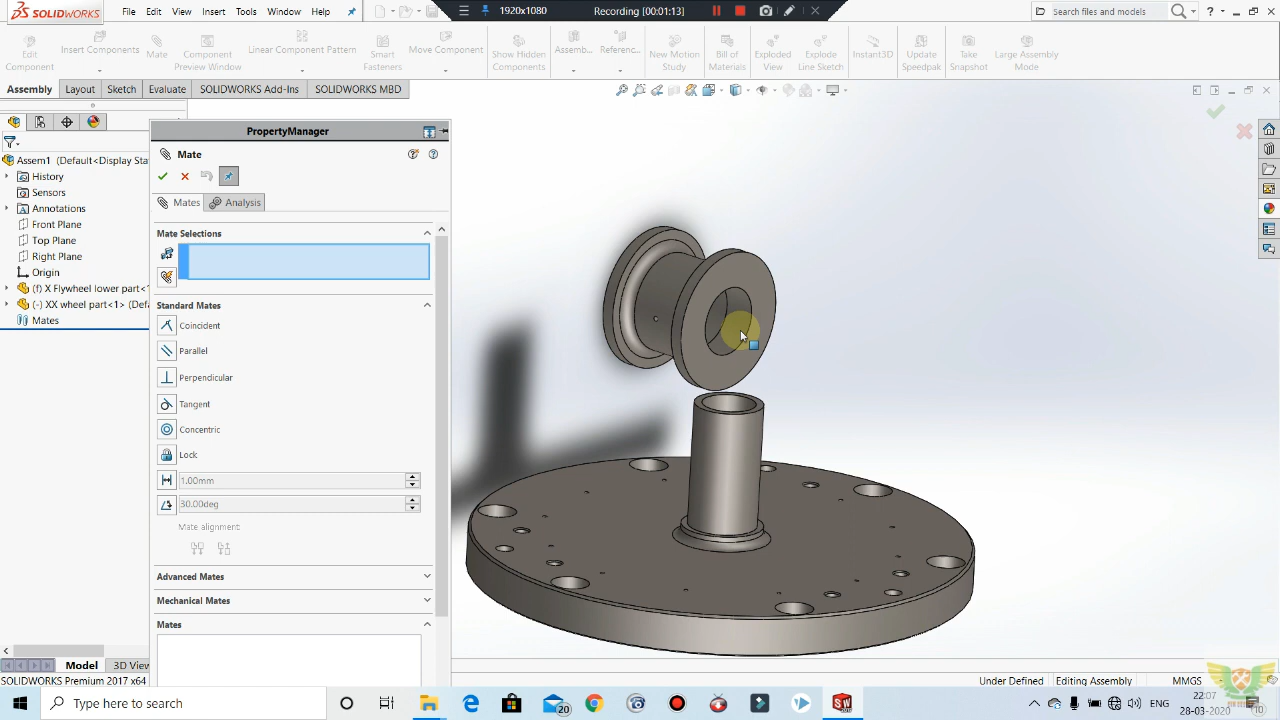 SOLIDWORKS File Edit View Insert Tools Window Help 1920x1080 Recording [00:01:13] search files and models ?
Edit Component Insert Components Mate Component Preview Window Linear Component Pattern Smart Fasteners Move Component Show Hidden Components Assemb... Referenc... New Motion Study Bill of Materials Exploded View Explode Line Sketch Instant3D Update Speedpak Take Snapshot Large Assembly Mode
Assembly Layout Sketch Evaluate SOLIDWORKS Add-Ins SOLIDWORKS MBD
PropertyManager
Mate
Mates Analysis
Mate Selections
Standard Mates
Coincident
Parallel
Perpendicular
Tangent
Concentric
Lock
1.00mm
30.00deg
Mate alignment:
Advanced Mates
Mechanical Mates
Mates
Assem1 (Default<Display Sta
History
Sensors
Annotations
Front Plane
Top Plane
Right Plane
Origin
(f) X Flywheel lower part<1
(-) XX wheel part<1> (Defa
Mates
Model 3D View
SOLIDWORKS Premium 2017 x64 Under Defined Editing Assembly MMGS
Type here to search 20 SW ENG 22:07
28-03-2020 10